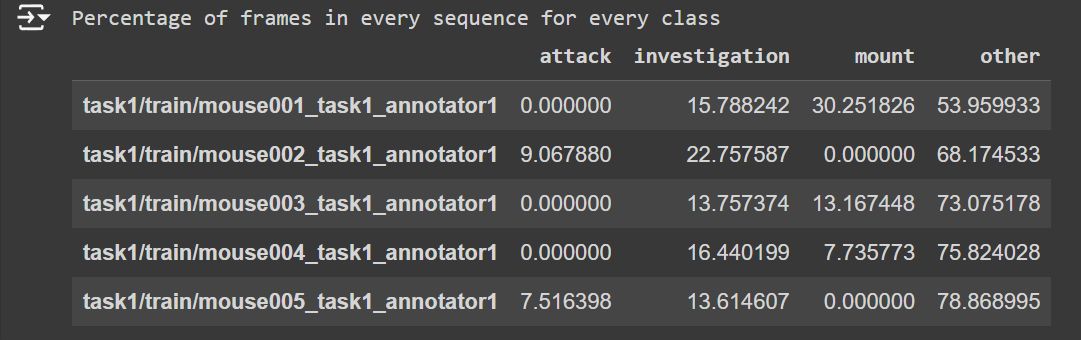 Percentage of frames in every sequence for every class
attack investigation mount other
task1/train/mouse001_task1_annotator1 0.000000 15.788242 30.251826 53.959933
task1/train/mouse002_task1_annotator1 9.067880 22.757587 0.000000 68.174533
task1/train/mouse003_task1_annotator1 0.000000 13.757374 13.167448 73.075178
task1/train/mouse004_task1_annotator1 0.000000 16.440199 7.735773 75.824028
task1/train/mouse005_task1_annotator1 7.516398 13.614607 0.000000 78.868995